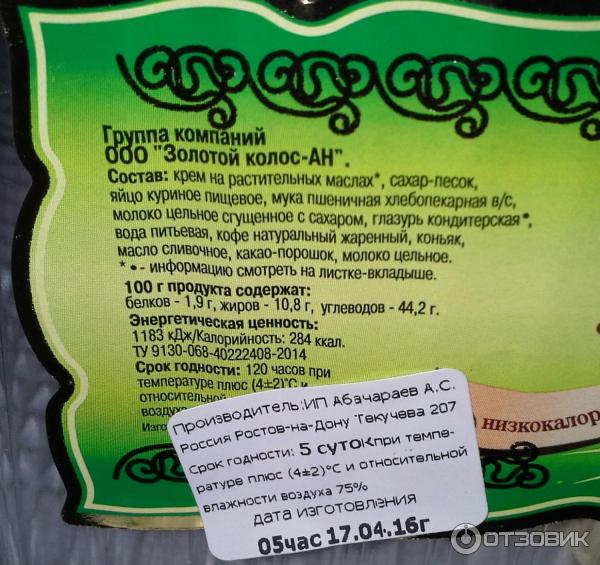 Группа компаний
ООО "Золотой колос-АН".
Состав: крем на растительных маслах*, сахар-песок,
яйцо куриное пищевое, мука пшеничная хлебопекарная в/с,
молоко цельное сгущенное с сахаром, глазурь кондитерская*,
вода питьевая, кофе натуральный жаренный, коньяк,
масло сливочное, какао-порошок, молоко цельное.
* •- информацию смотреть на листке-вкладыше.
100 г продукта содержат:
белков - 1,9 г, жиров - 10,8 г, углеводов - 44,2 г.
Энергетическая ценность:
1183 кДж/Калорийность: 284 ккал.
ТУ 9130-068-40222408-2014
Срок годности: 120 часов при
температуре плюс (4±2)°С и
относительной
воздух
Изго
низкокалор
Производитель:ИП Абачараев А.С.
Россия Ростов-на-Дону Текучева 207
Срок годности: 5 суток при темпе-
ратуре плюс (4±2)°С и относительной
влажности воздуха 75%
дата изготовления
05час 17.04.16г
ОТЗОВИК